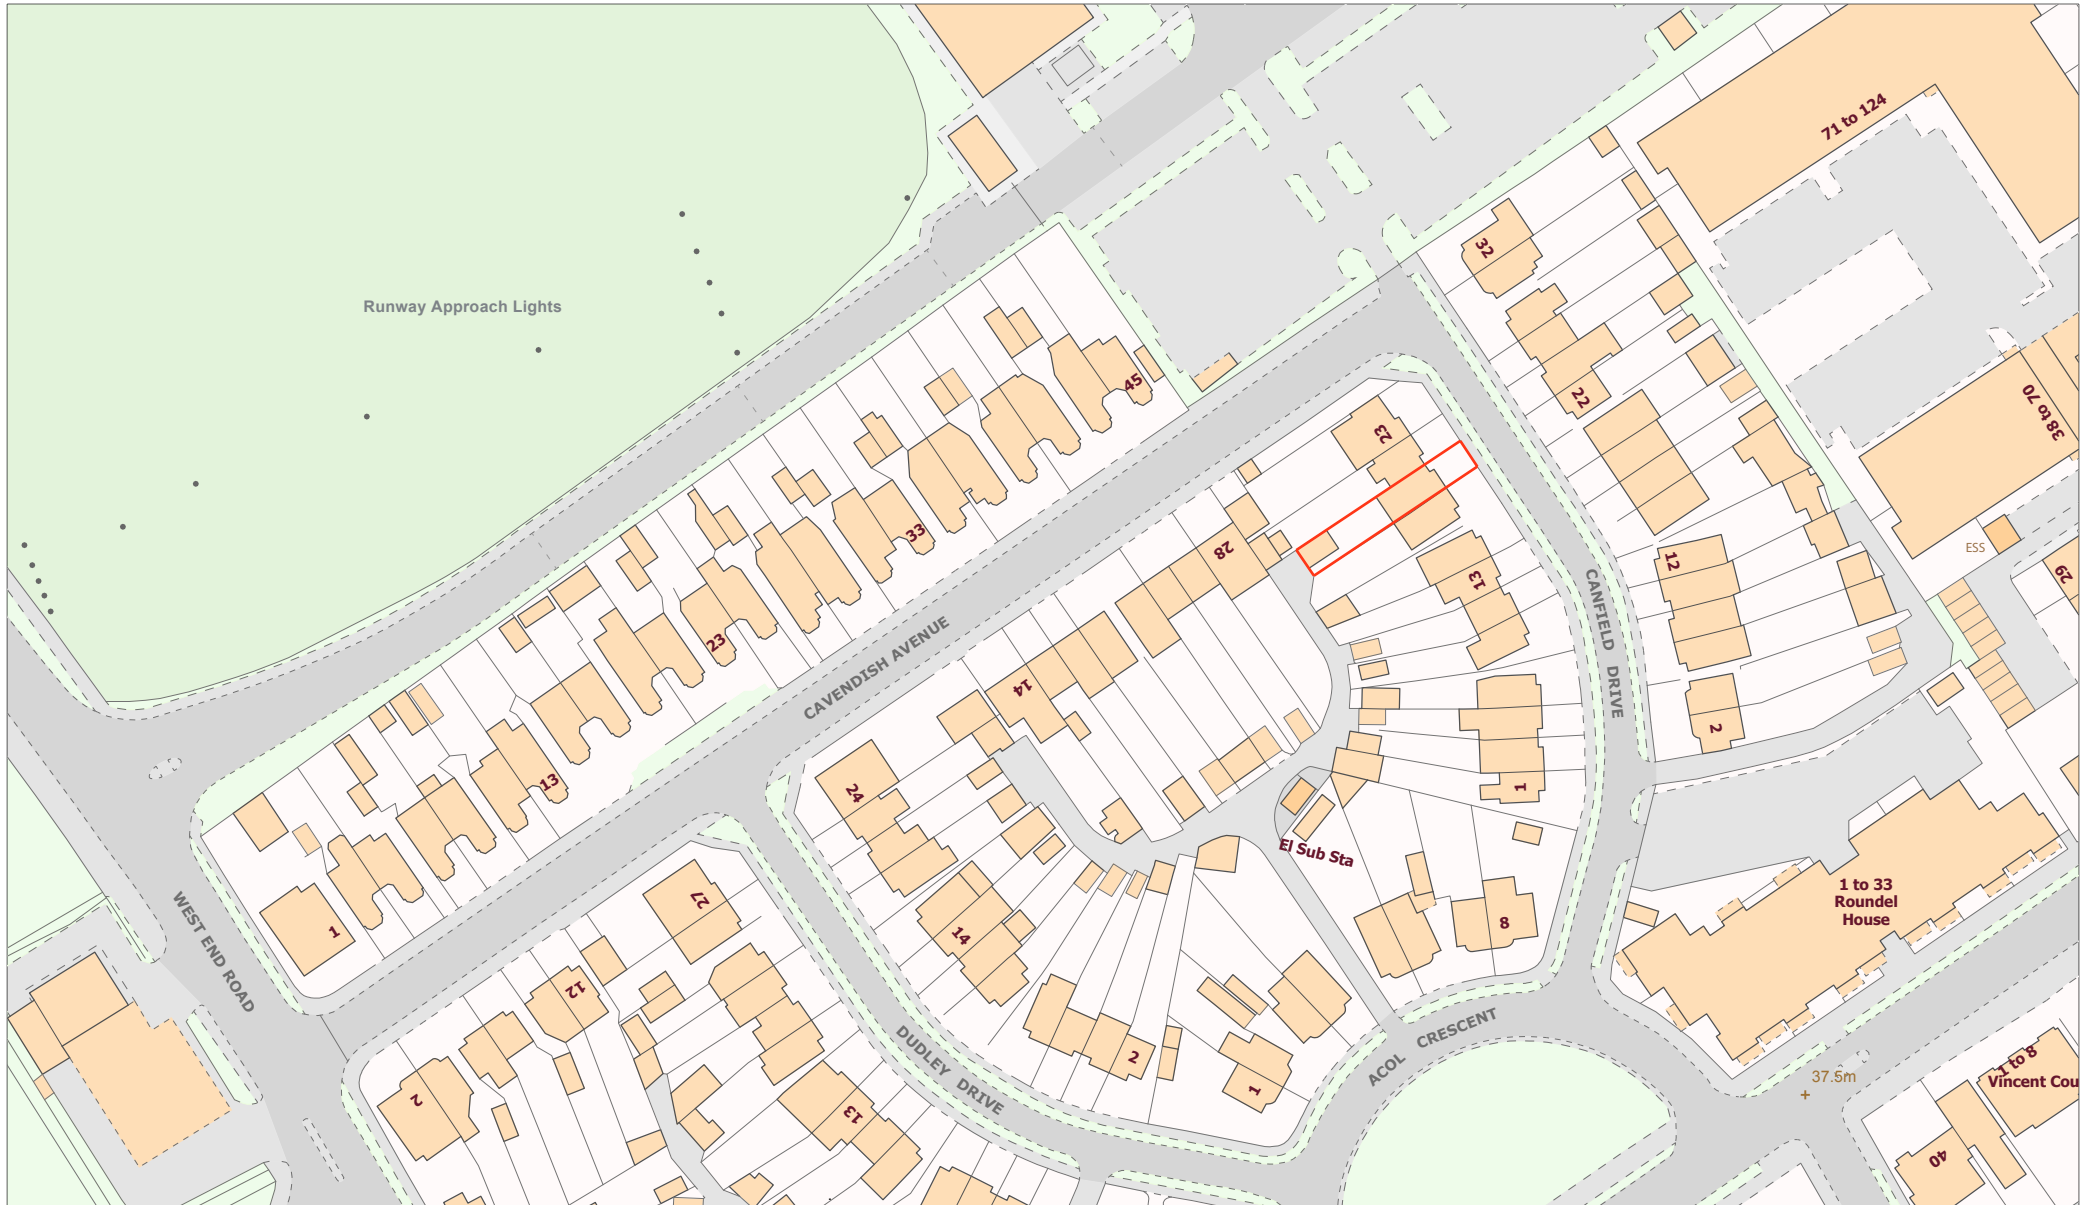 71 to 124
32
Runway Approach Lights
45
22
38 to 70
23
33
28
12
ESS
29
13
23
CANFIELD DRIVE
CAVENDISH AVENUE
14
2
13
24
1
El Sub Sta
1 to 33
Roundel
House
27
8
1
14
WEST END ROAD
12
ACOL CRESCENT
2
DUDLEY DRIVE
1 to 8
Vincent Cou
37.5m
1
2
13
40